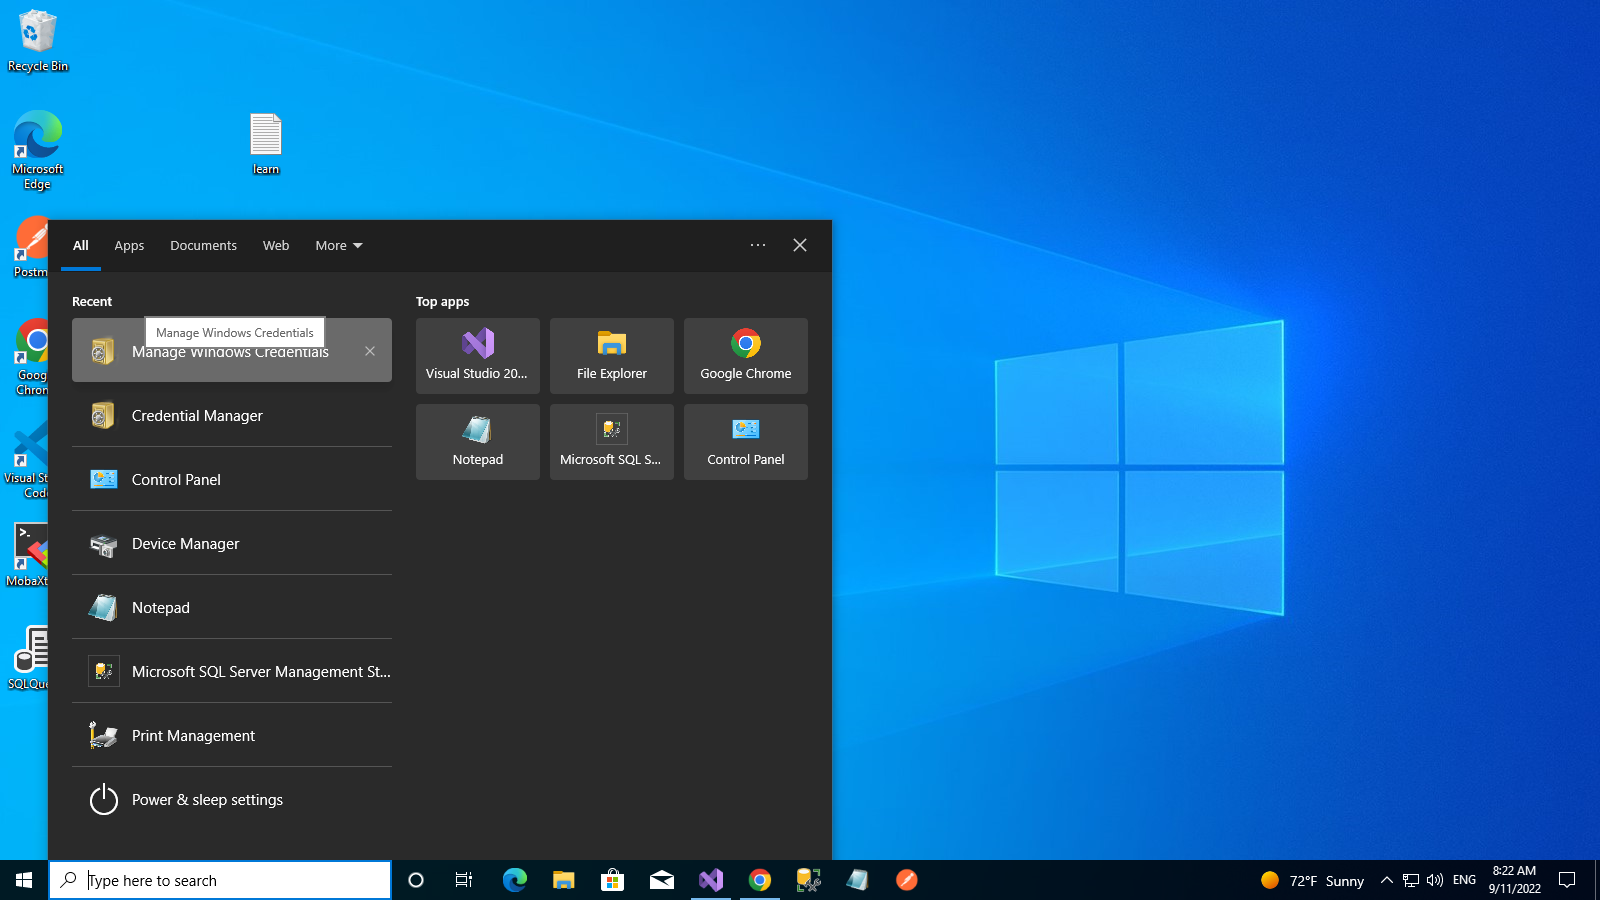 Recycle Bin
Microsoft
Edge
learn
Postm
Goog
Chron
Visual St
Code
MobaXt
SQLQue
All
Apps
Documents
Web
More
Recent
Manage Windows Credentials
Manage Windows Credentials
Credential Manager
Control Panel
Device Manager
Notepad
Microsoft SQL Server Management St...
Print Management
Power & sleep settings
Top apps
Visual Studio 20...
File Explorer
Google Chrome
Notepad
Microsoft SQL S...
Control Panel
Type here to search
72°F Sunny
ENG
8:22 AM
9/11/2022